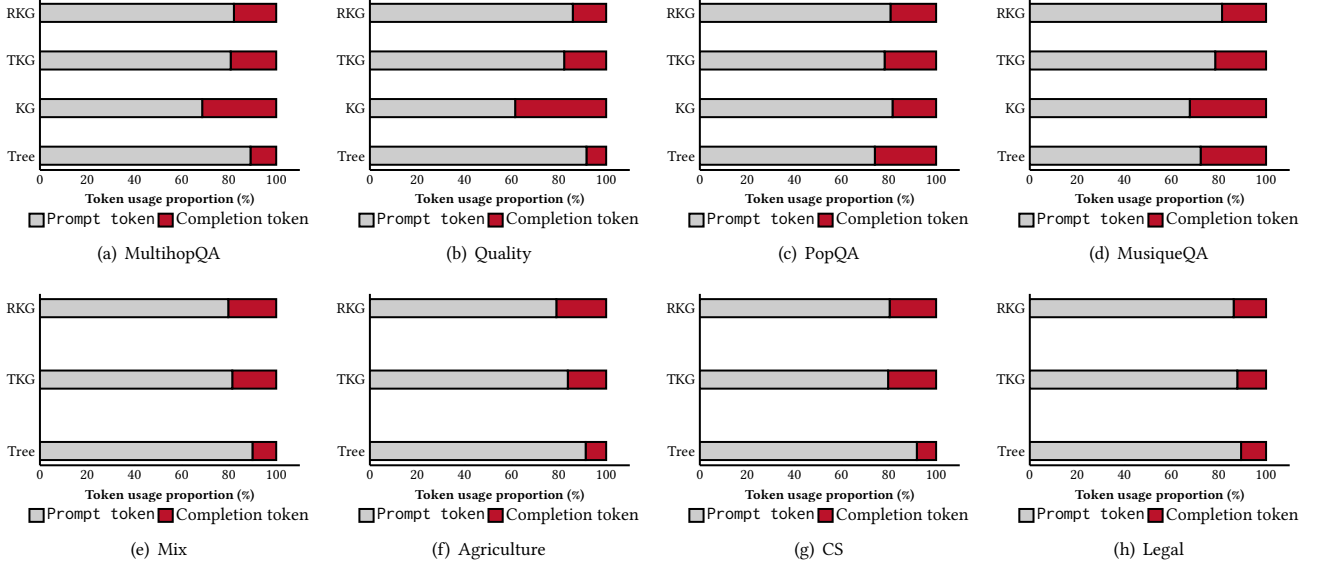 RKG
TKG
KG
Tree
0 20 40 60 80 100
Token usage proportion (%)
Prompt token Completion token
(a) MultihopQA
RKG
TKG
KG
Tree
0 20 40 60 80 100
Token usage proportion (%)
Prompt token Completion token
(b) Quality
RKG
TKG
KG
Tree
0 20 40 60 80 100
Token usage proportion (%)
Prompt token Completion token
(c) PopQA
RKG
TKG
KG
Tree
0 20 40 60 80 100
Token usage proportion (%)
Prompt token Completion token
(d) MusiqueQA
RKG
TKG
Tree
0 20 40 60 80 100
Token usage proportion (%)
Prompt token Completion token
(e) Mix
RKG
TKG
Tree
0 20 40 60 80 100
Token usage proportion (%)
Prompt token Completion token
(f) Agriculture
RKG
TKG
Tree
0 20 40 60 80 100
Token usage proportion (%)
Prompt token Completion token
(g) CS
RKG
TKG
Tree
0 20 40 60 80 100
Token usage proportion (%)
Prompt token Completion token
(h) Legal